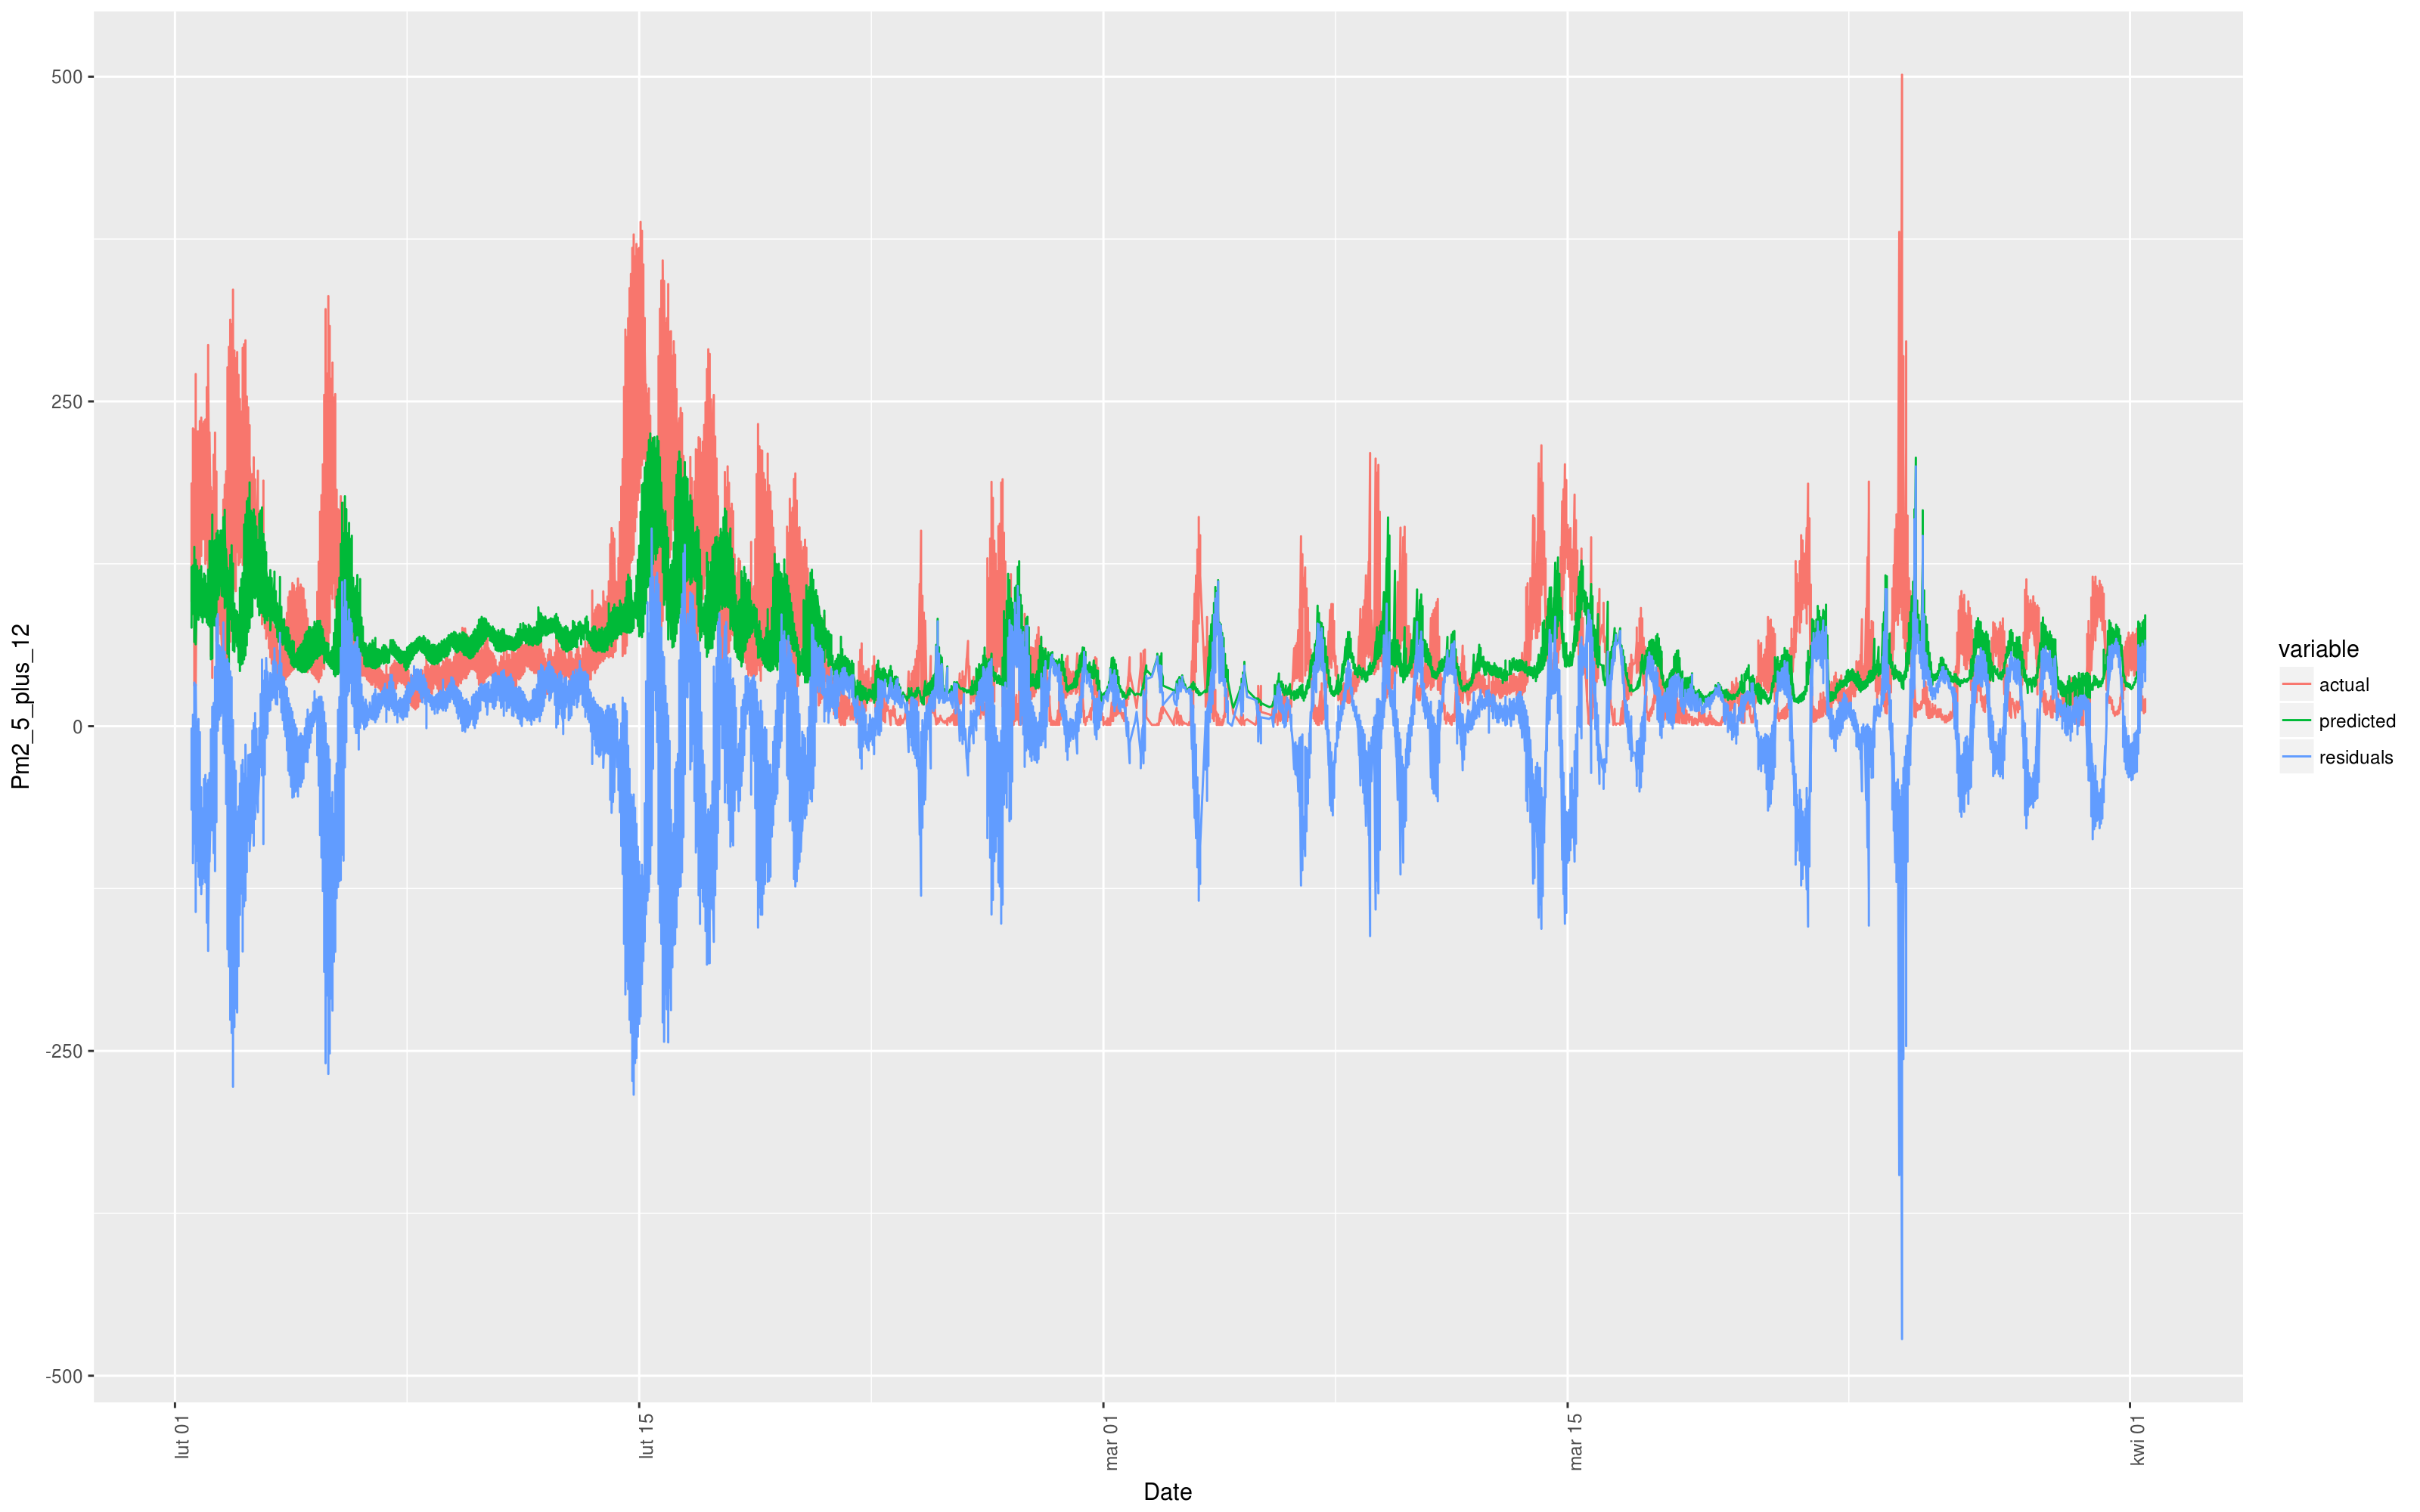 500
250
0
-250
-500
Pm2_5_plus_12
lut 01
lut 15
mar 01
mar 15
kwi 01
Date
variable
actual
predicted
residuals